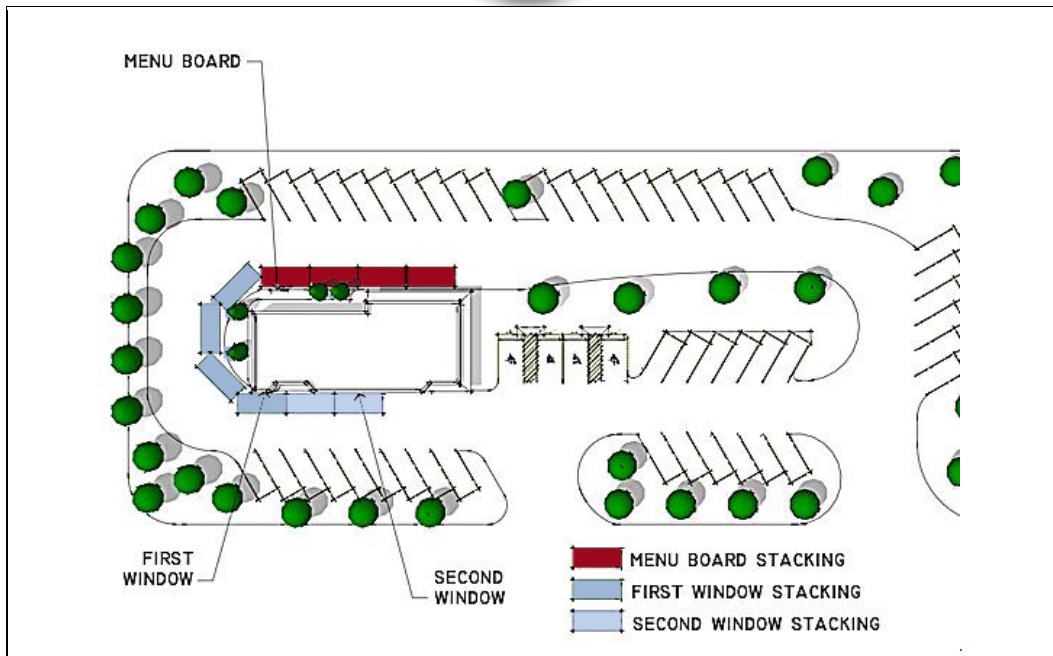 MENU BOARD
FIRST
WINDOW
SECOND
WINDOW
MENU BOARD STACKING
FIRST WINDOW STACKING
SECOND WINDOW STACKING